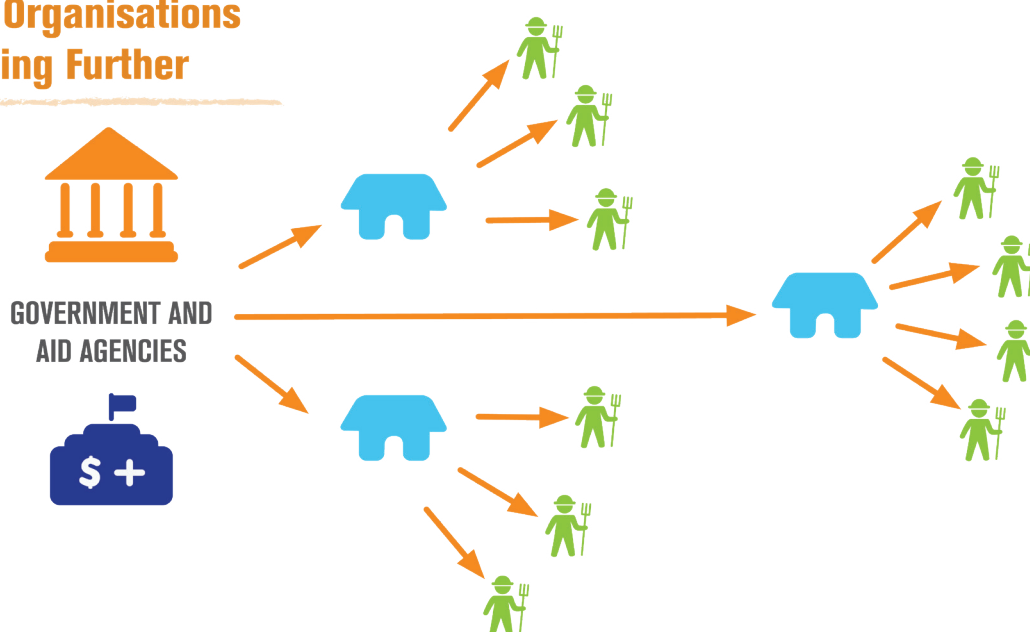 Organisations
ing Further
GOVERNMENT AND
AID AGENCIES
$ +